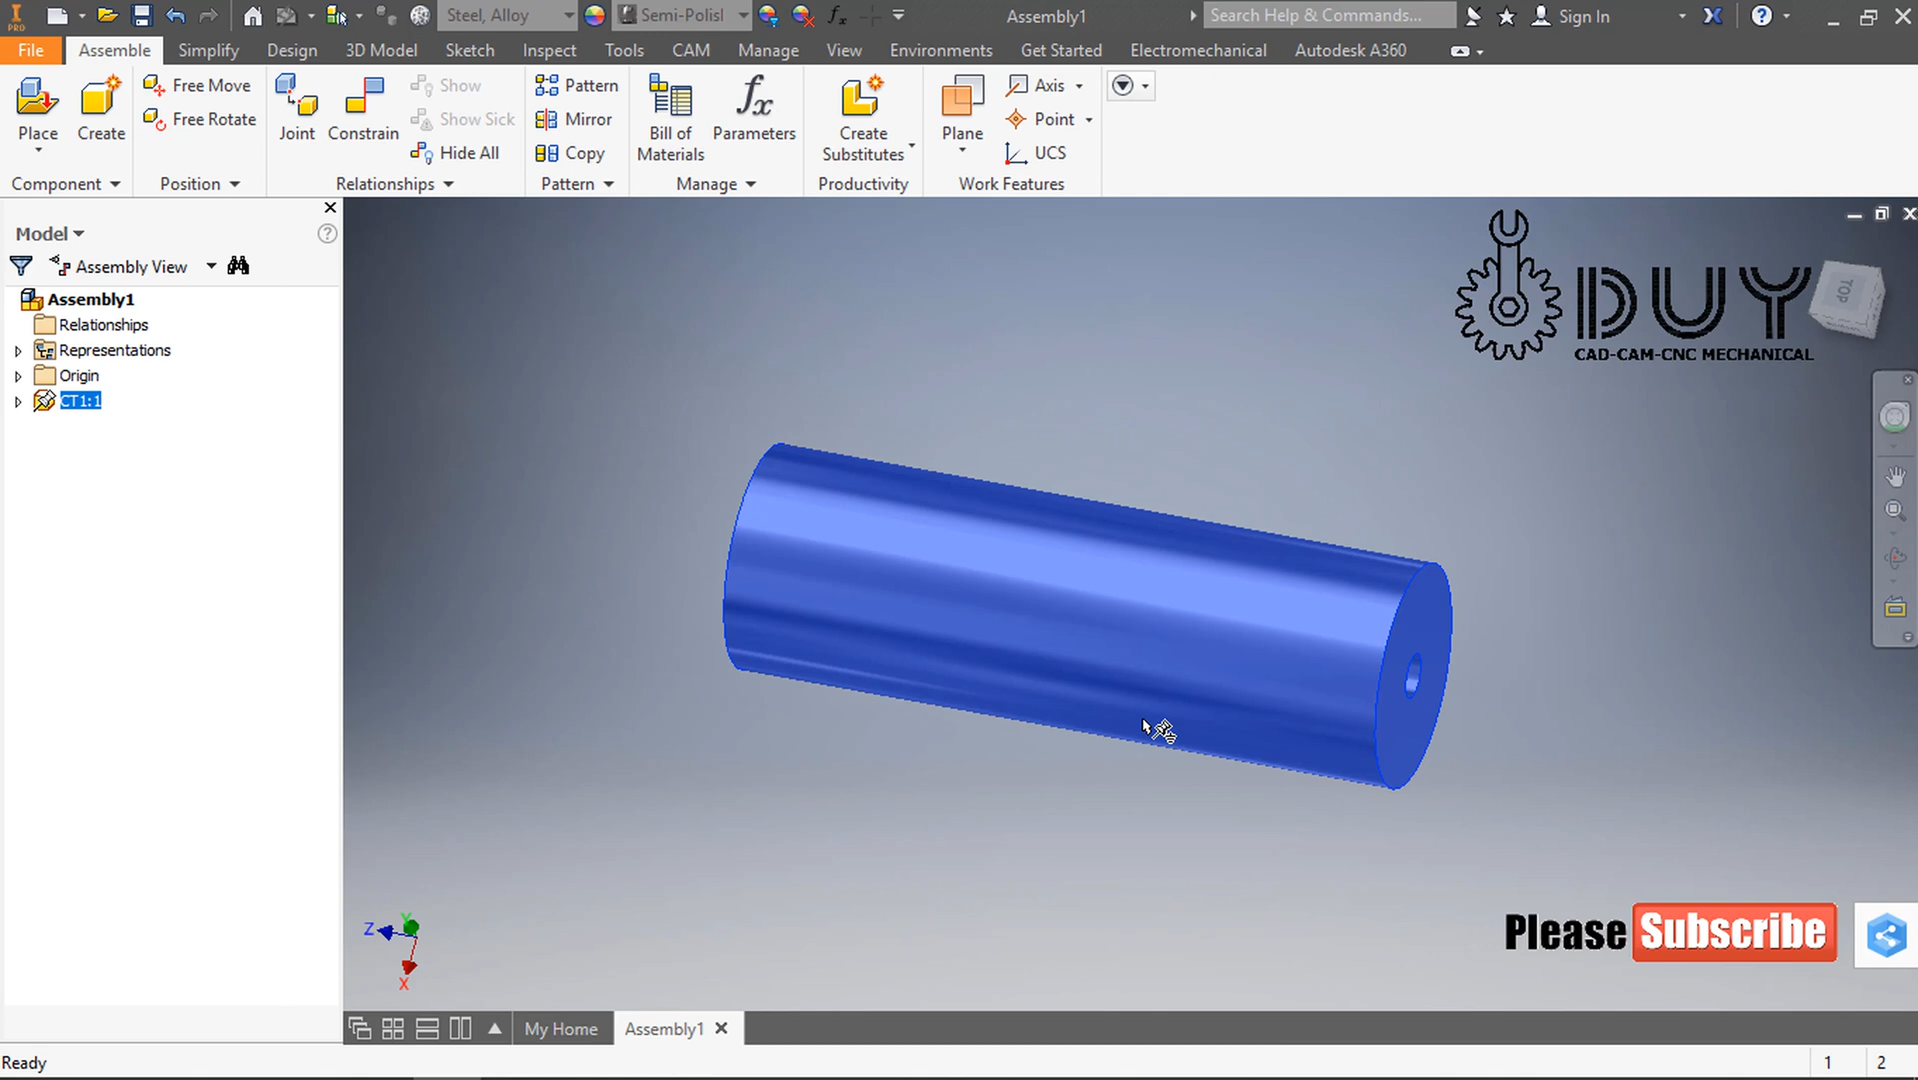 Steel, Alloy
Semi-Polisl
Assembly1
Search Help & Commands...
Sign In
PRO
File
Assemble
Simplify
Design
3D Model
Sketch
Inspect
Tools
CAM
Manage
View
Environments
Get Started
Electromechanical
Autodesk A360
Place
Create
Free Move
Free Rotate
Joint
Constrain
Show
Show Sick
Hide All
Pattern
Mirror
Copy
Bill of
Materials
fx
Parameters
Create
Substitutes
Plane
Axis
Point
UCS
Component
Position
Relationships
Pattern
Manage
Productivity
Work Features
Model
Assembly View
Assembly1
Relationships
Representations
Origin
CT1:1
DUY
CAD-CAM-CNC MECHANICAL
TOP
Z
Y
X
Please Subscribe
My Home
Assembly1
Ready
1
2